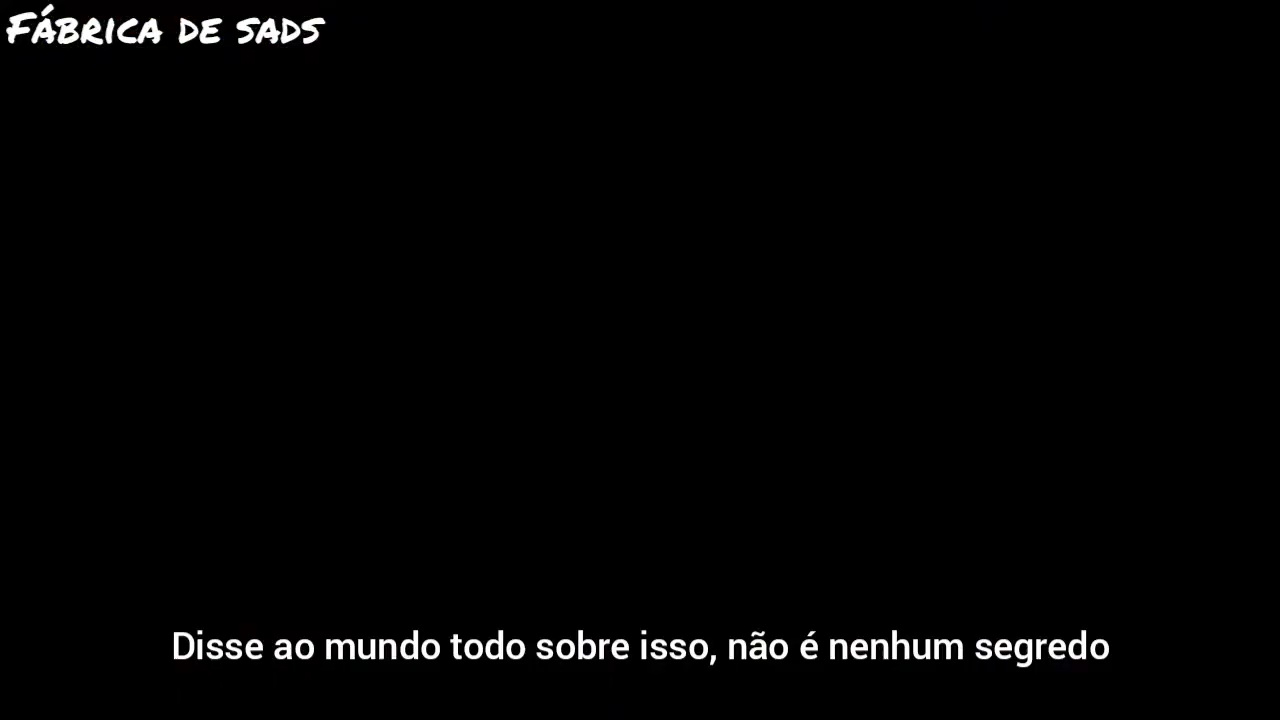 FÁBRICA DE SADS
Disse ao mundo todo sobre isso, não é nenhum segredo